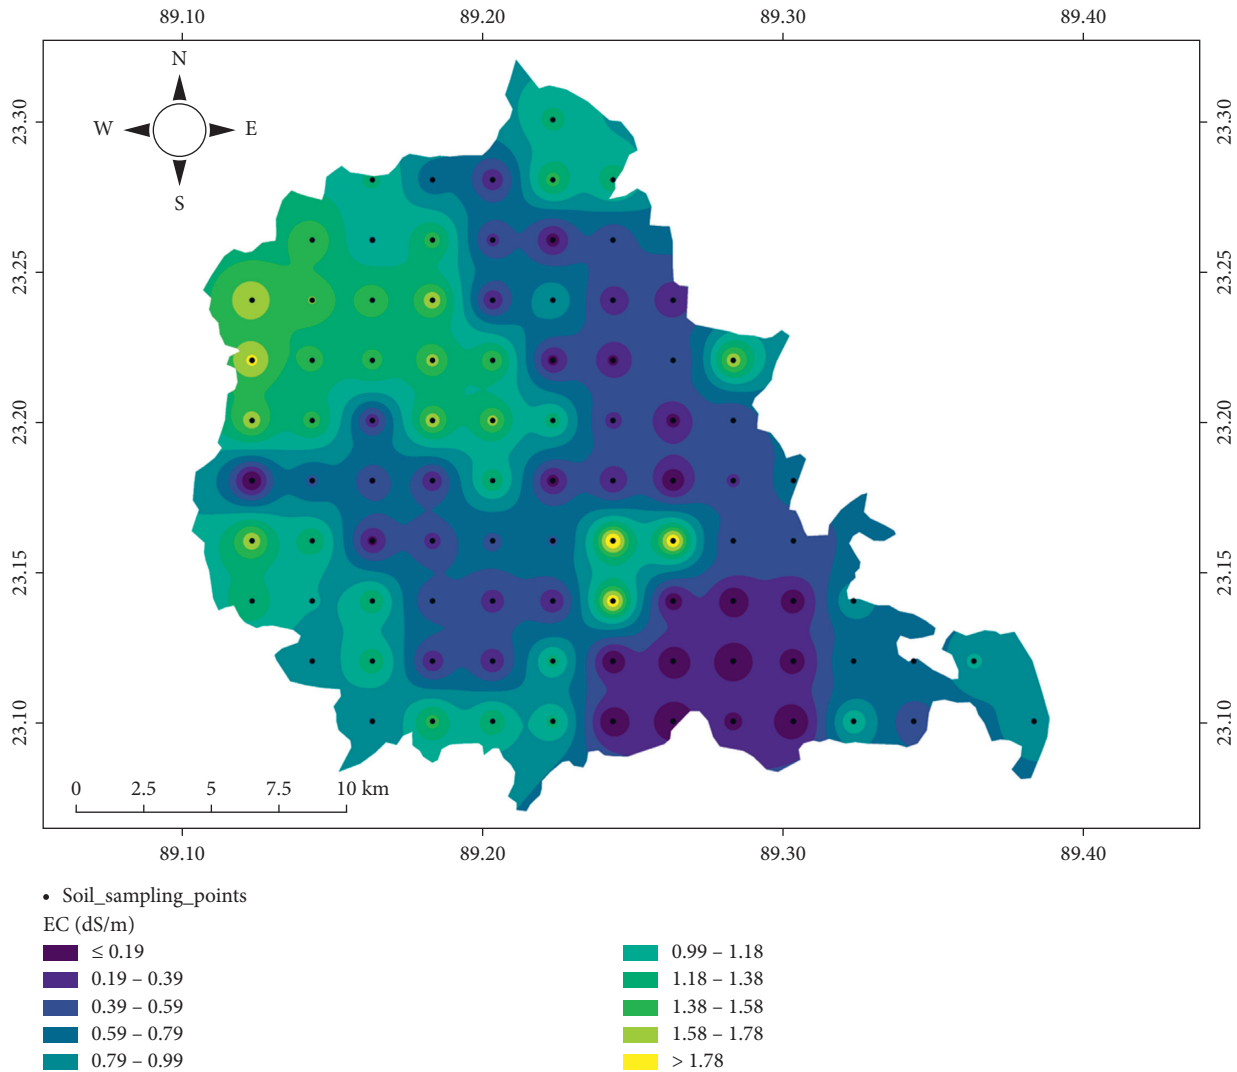 89.10 89.20 89.30 89.40
N
W E
S
23.30 23.30
23.25 23.25
23.20 23.20
23.15 23.15
23.10 23.10
0 2.5 5 7.5 10 km
89.10 89.20 89.30 89.40
• Soil_sampling_points
EC (dS/m)
≤ 0.19
0.19 – 0.39
0.39 – 0.59
0.59 – 0.79
0.79 – 0.99
0.99 – 1.18
1.18 – 1.38
1.38 – 1.58
1.58 – 1.78
> 1.78